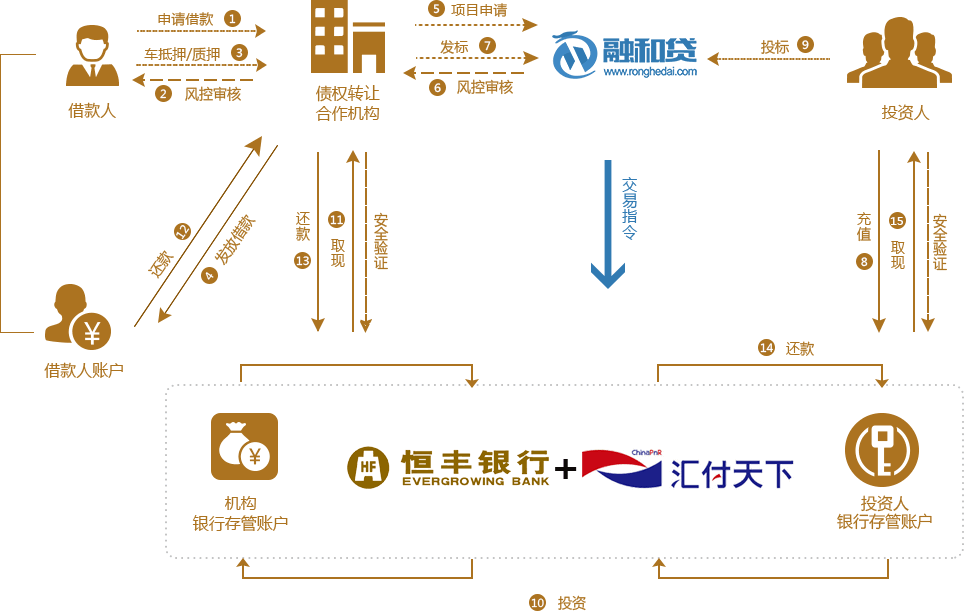 申请借款 1
车抵押/质押 3
2 风控审核
借款人
债权转让
合作机构
5 项目申请
发标 7
6 风控审核
融和贷
www.ronghedai.com
投标 9
投资人
交易指令
还款 12
4 发放借款
还款 13
11 取现
安全验证
充值 8
15 取现
安全验证
¥
借款人账户
14 还款
¥
机构
银行存管账户
HF
恒丰银行
EVERGROWING BANK
+
ChinaPnR
汇付天下
投资人
银行存管账户
10 投资